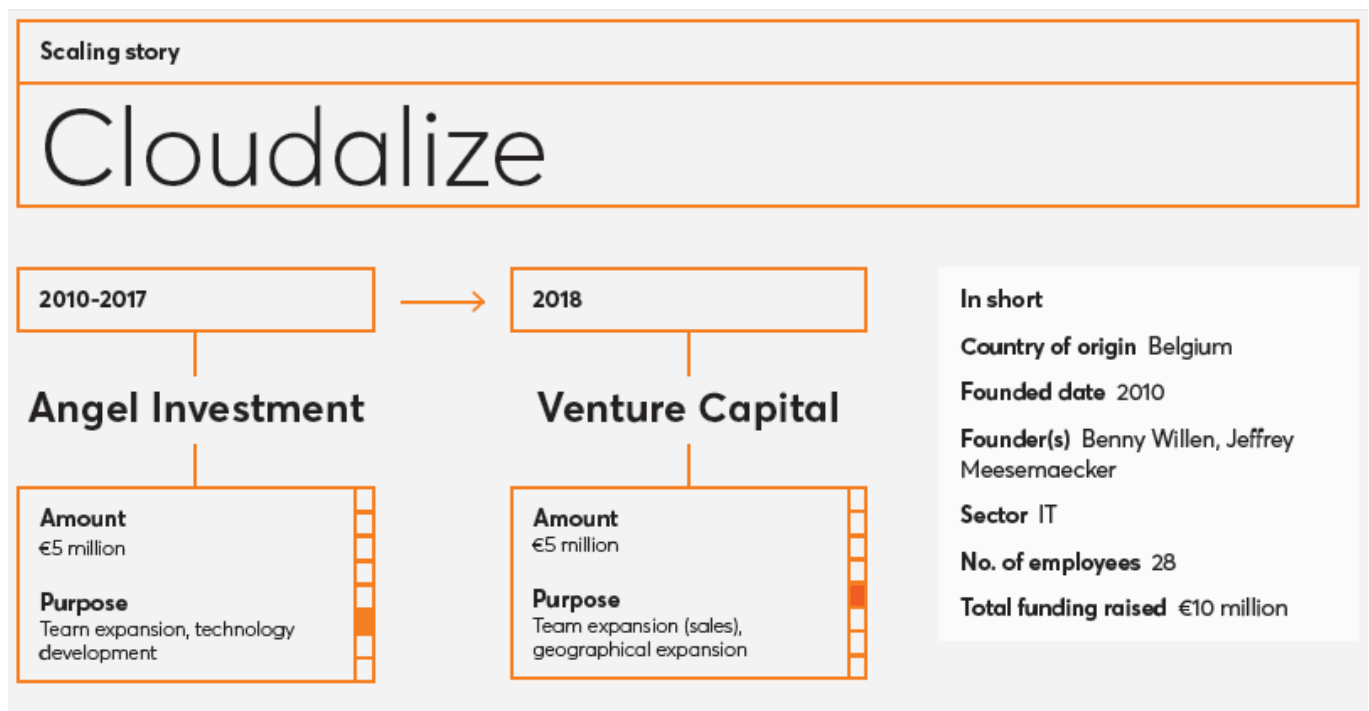 Scaling story
Cloudalize
2010-2017
2018
Angel Investment
Venture Capital
Amount
€5 million
Purpose
Team expansion, technology
development
Amount
€5 million
Purpose
Team expansion (sales),
geographical expansion
In short
Country of origin Belgium
Founded date 2010
Founder(s) Benny Willen, Jeffrey
Meesemaecker
Sector IT
No. of employees 28
Total funding raised €10 million